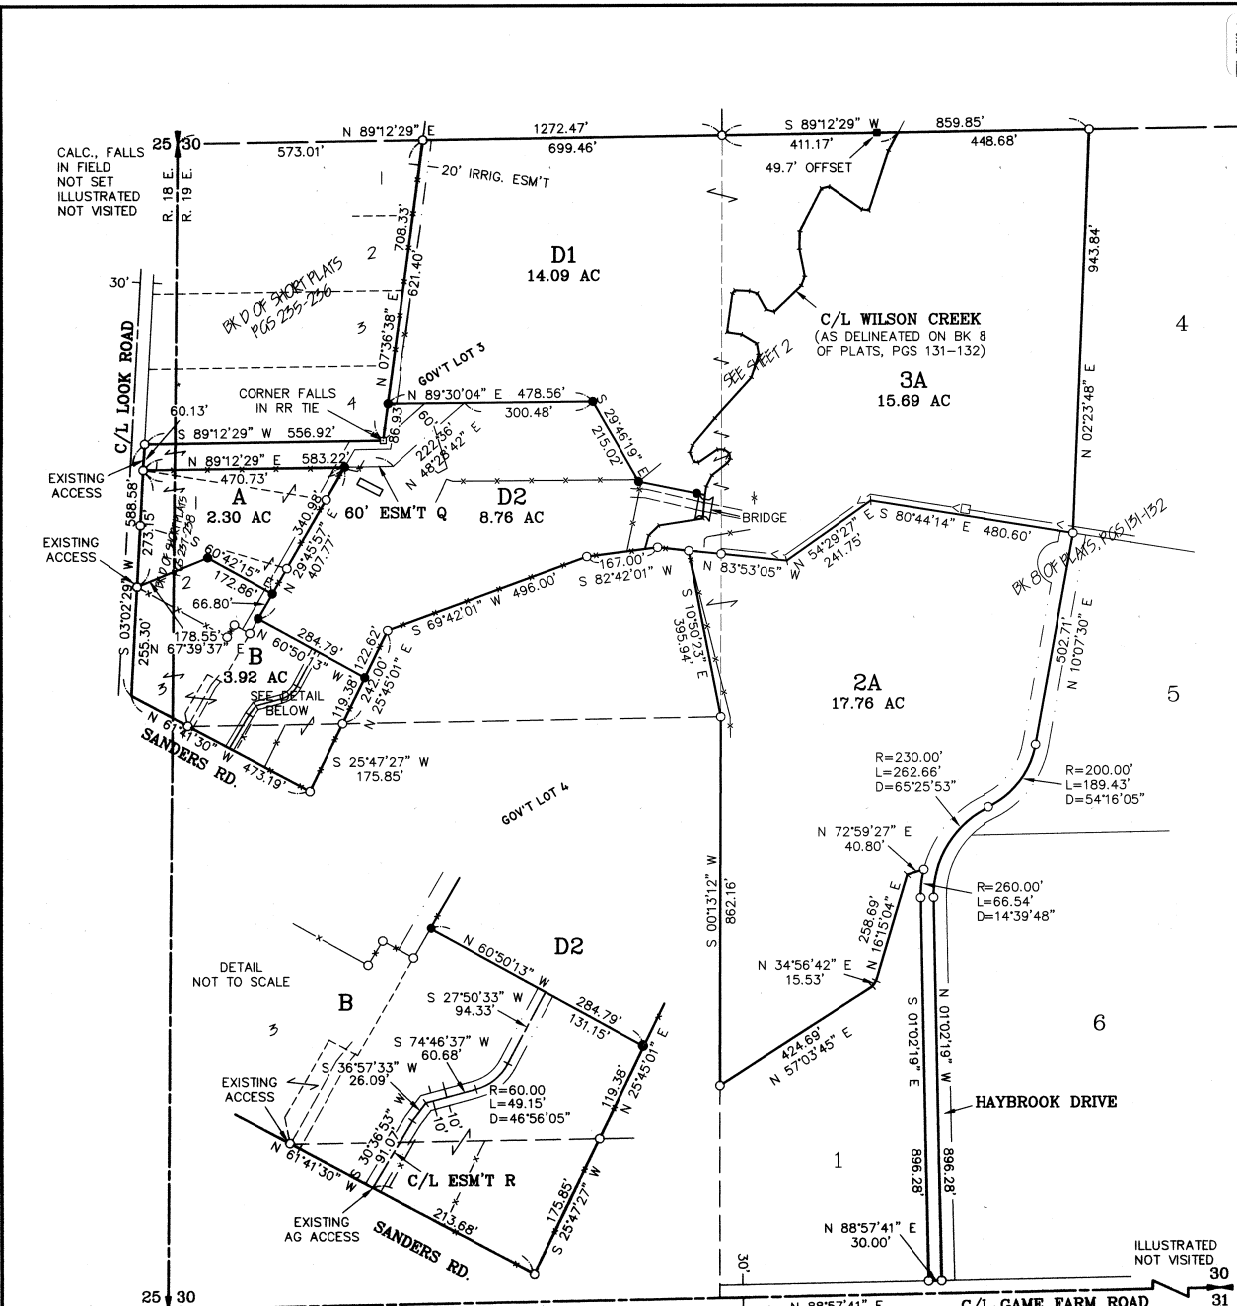 N 89°12'29" E
1272.47'
S 89°12'29" W
859.85'
25 30
573.01'
699.46'
411.17'
448.68'
49.7' OFFSET
CALC., FALLS
IN FIELD
NOT SET
ILLUSTRATED
NOT VISITED
R. 18 E.
R. 19 E.
1
20' IRRIG. ESM'T
2
708.33'
621.40'
N 07°36'38" E
D1
14.09 AC
943.84'
30'
BK D OF SHORT PLATS
PGS 235-236
3
C/L WILSON CREEK
(AS DELINEATED ON BK 8
OF PLATS, PGS 131-132)
4
C/L LOOK ROAD
GOV'T LOT 3
SEE SHEET 2
3A
15.69 AC
N 02°23'48" E
CORNER FALLS
IN RR TIE
4
N 89°30'04" E 478.56'
300.48'
60.13'
86.93'
60'
S 89°12'29" W 556.92'
222.36'
N 48°28'42" E
S 29°46'19" E
215.02'
N 89°12'29" E 583.22'
470.73'
EXISTING
ACCESS
A
2.30 AC
60' ESM'T Q
D2
8.76 AC
BRIDGE
S 80°44'14" E 480.60'
BK 8 OF PLATS, PGS 131-132
588.58'
273.15'
1
BK D OF SHORT PLATS
PGS 237-238
340.98'
N 29°45'57" E
407.77'
EXISTING
ACCESS
S 60°42'15" E
172.86'
2
66.80'
167.00'
S 82°42'01" W
N 83°53'05" W
N 54°29'27" E
241.75'
496.00'
S 69°42'01" W
S 03°02'29" W
255.30'
178.55'
N 67°39'37" E
284.79'
N 60°50'13" W
122.62'
242.00'
119.38'
N 25°45'01" E
S 10°50'23" E
395.94'
502.71'
N 10°07'30" E
B
3.92 AC
3
SEE DETAIL
BELOW
2A
17.76 AC
5
N 61°41'30" W
473.19'
SANDERS RD.
S 25°47'27" W
175.85'
R=230.00'
L=262.66'
D=65°25'53"
R=200.00'
L=189.43'
D=54°16'05"
GOV'T LOT 4
N 72°59'27" E
40.80'
S 00°13'12" W
862.16'
R=260.00'
L=66.54'
D=14°39'48"
258.69'
N 16°15'04" E
N 34°56'42" E
15.53'
DETAIL
NOT TO SCALE
N 60°50'13" W
D2
284.79'
131.15'
B
3
S 27°50'33" W
94.33'
S 74°46'37" W
60.68'
S 36°57'33" W
26.09'
R=60.00
L=49.15'
D=46°56'05"
10'
10'
119.38'
N 25°45'01" E
424.69'
N 57°03'45" E
S 01°02'19" E
N 01°02'19" W
6
EXISTING
ACCESS
HAYBROOK DRIVE
N 61°41'30" W
S 30°36'53" W
91.07'
C/L ESM'T R
175.85'
S 25°47'27" W
1
896.28'
896.28'
213.68'
EXISTING
AG ACCESS
SANDERS RD.
N 88°57'41" E
30.00'
30'
ILLUSTRATED
NOT VISITED
25 30
30
31
N 88°57'41" E
C/L GAME FARM ROAD